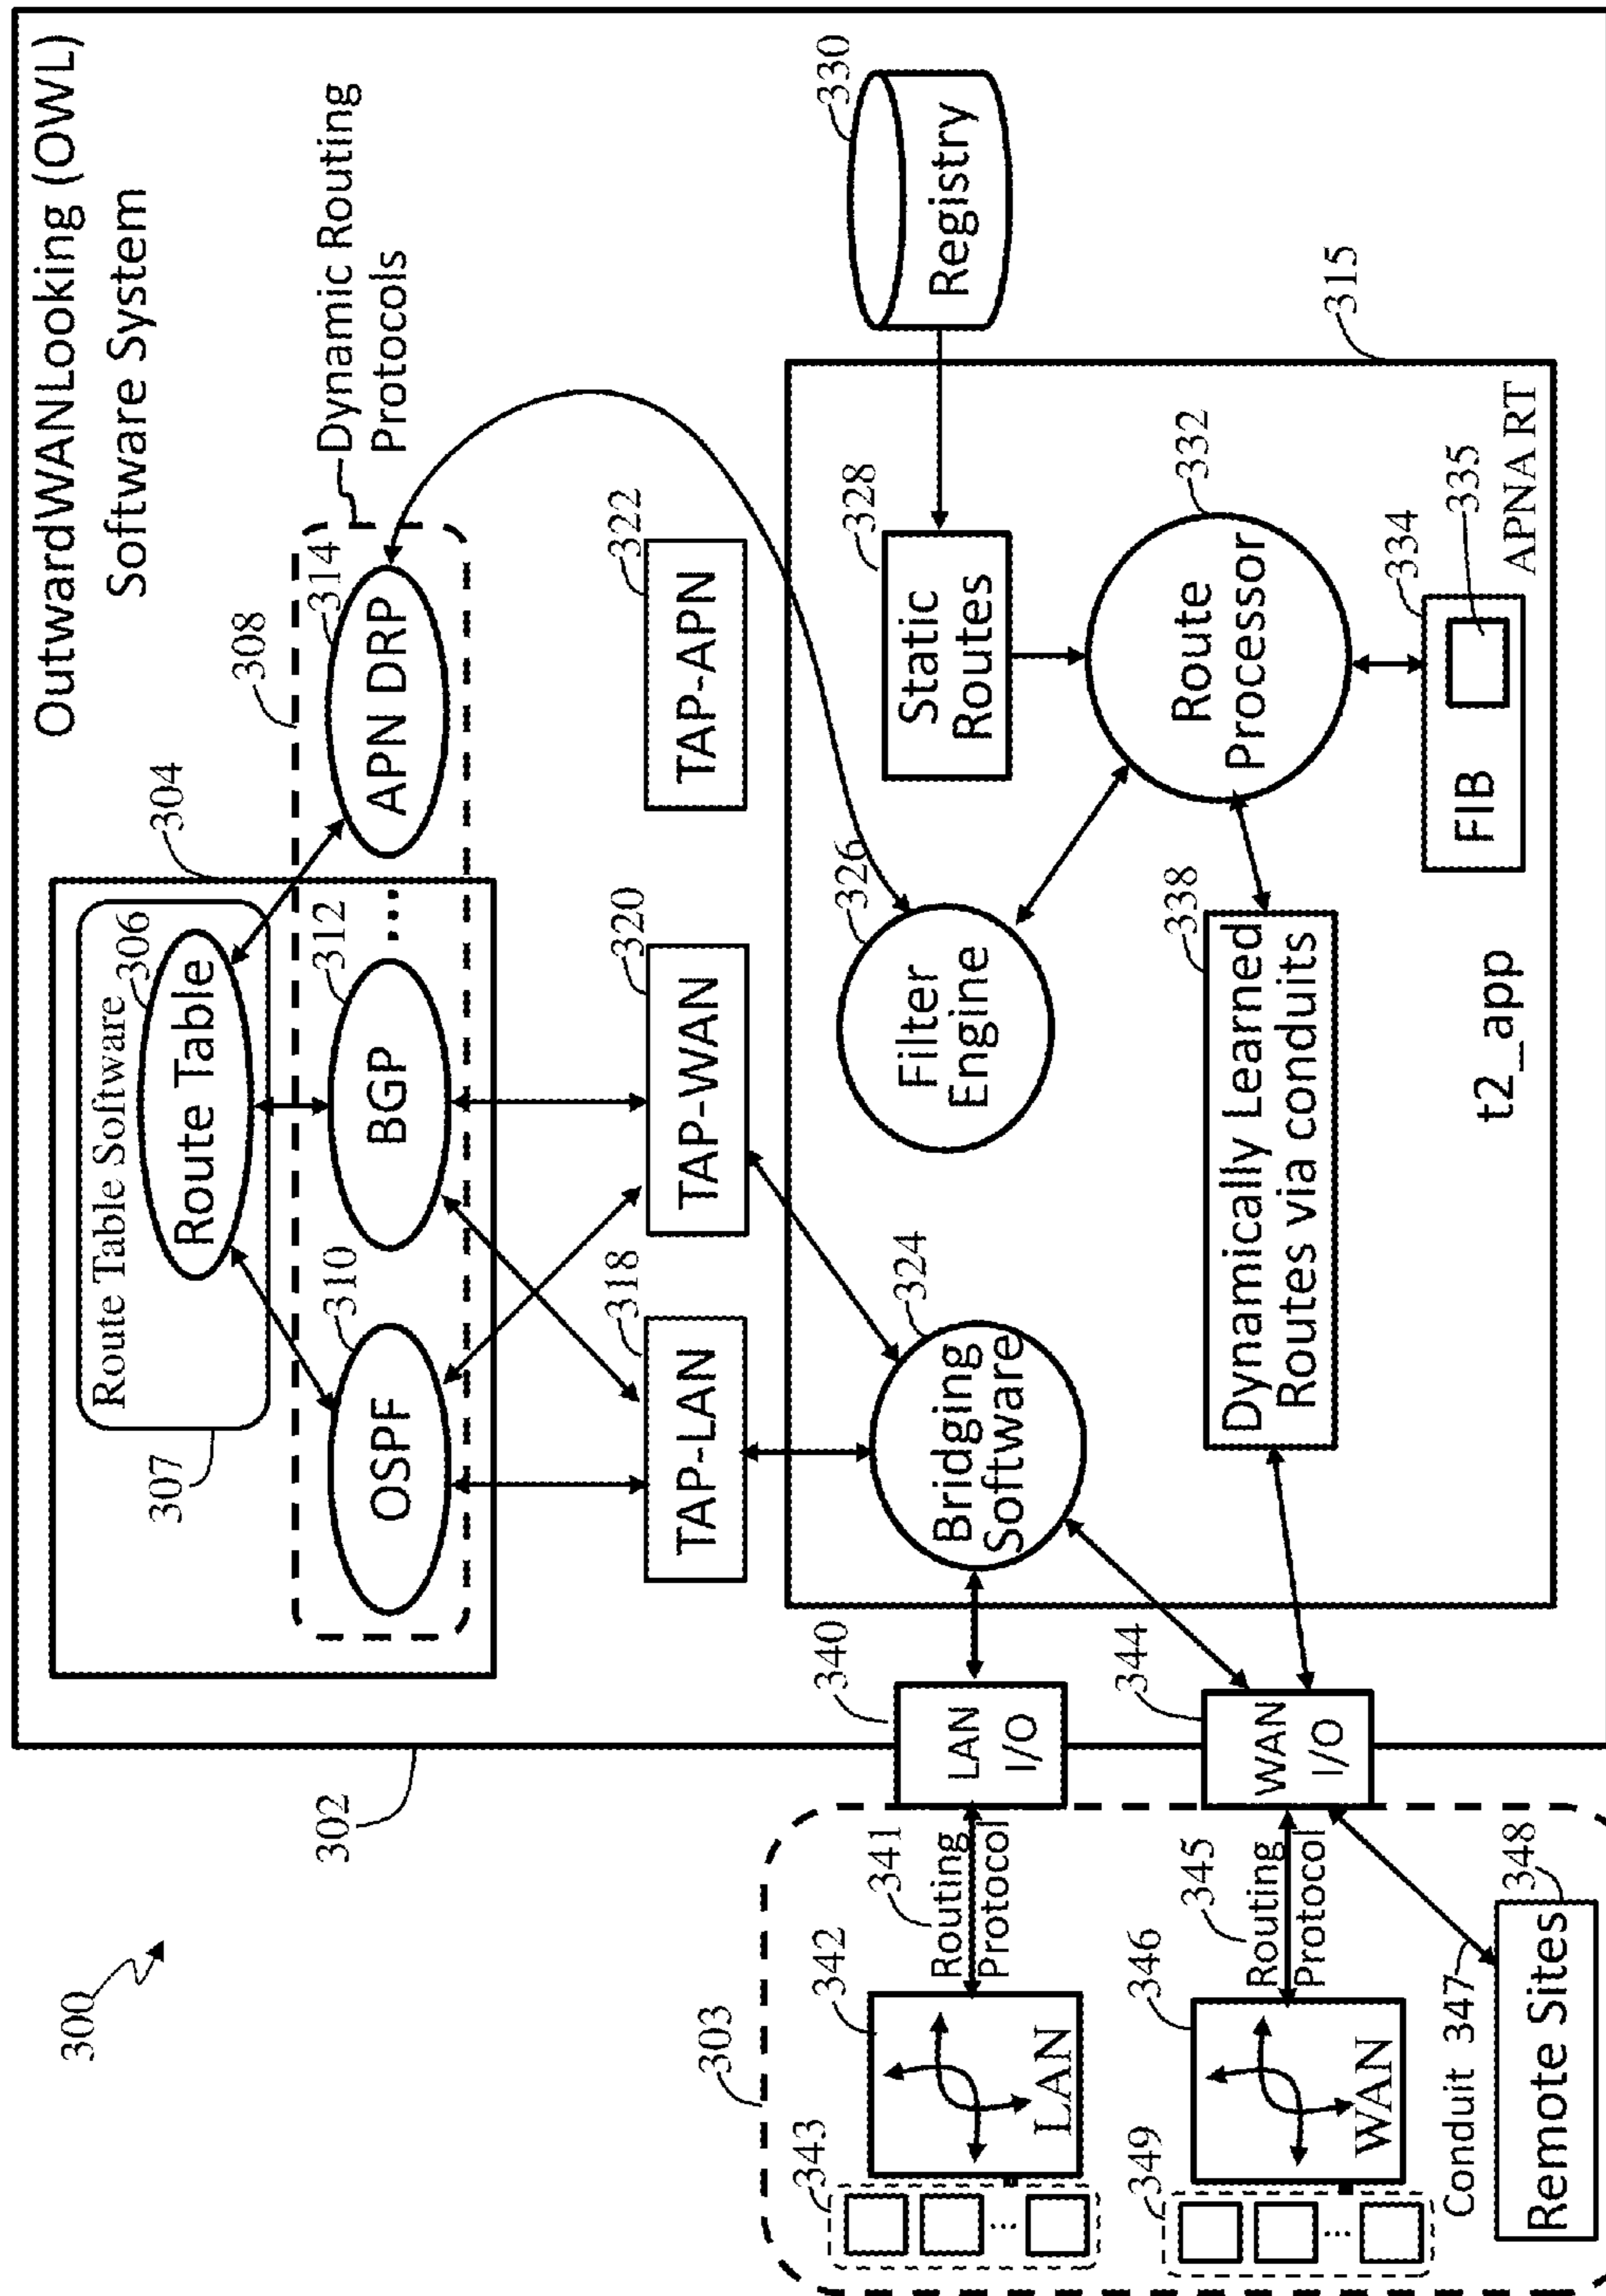 300
OutwardWANLooking (OWL)
Software System
302
304
Route Table Software
306
Route Table
307
308
Dynamic Routing
Protocols
310
OSPF
312
BGP
...
314
APN DRP
318
TAP-LAN
320
TAP-WAN
322
TAP-APN
324
Bridging
Software
326
Filter
Engine
328
Static
Routes
330
Registry
315
332
Route
Processor
338
Dynamically Learned
Routes via conduits
334
335
FIB
t2_app
APNA RT
340
LAN
I/O
344
WAN
I/O
303
341
Routing
Protocol
342
LAN
343
345
Routing
Protocol
346
WAN
349
Conduit 347
348
Remote Sites